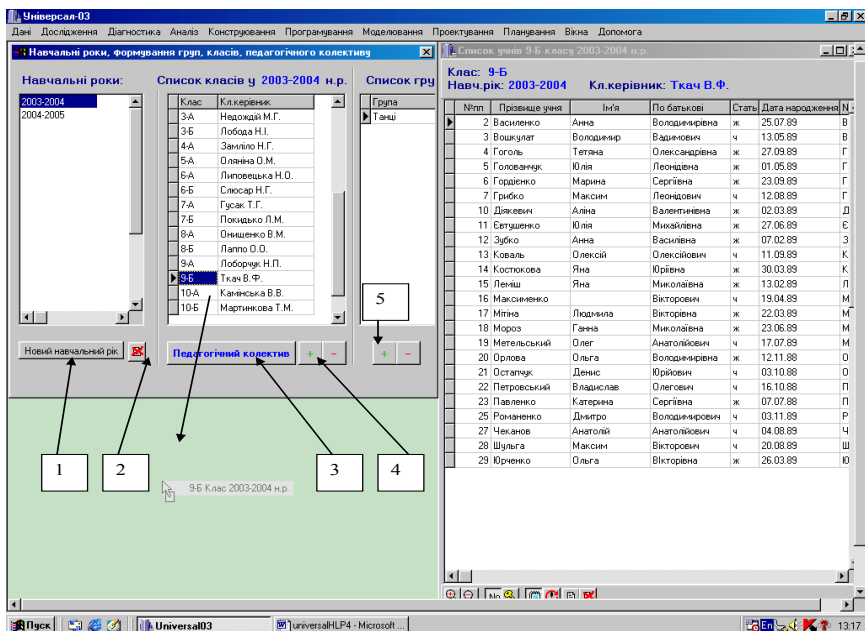 Універсал-03
Дані Дослідження Діагностика Аналіз Конструювання Програмування Моделювання Проектування Планування Вікна Допомога
Навчальні роки, формування груп, класів, педагогічного колективу
Навчальні роки:
2003-2004
2004-2005
Новий навчальний рік
Список класів у 2003-2004 н.р.
Клас Кл.керівник
3-А Недождій М.Г.
3-Б Лобода Н.І.
4-А Замліло Н.Г.
5-А Оляніна О.М.
6-А Липовецька Н.О.
6-Б Слюсар Н.Г.
7-А Гусак Т.Г.
7-Б Покидько Л.М.
8-А Онищенко В.М.
8-Б Лаппо О.О.
9-А Лоборчук Н.П.
9-Б Ткач В.Ф.
10-А Камінська В.В.
10-Б Мартинкова Т.М.
Педагогічний колектив + -
Список гру
Група
Танці
5
+ -
1
2
3
4
9-Б Клас 2003-2004 н.р.
Список учнів 9-Б класу 2003-2004 н.р.
Клас: 9-Б
Навч.рік: 2003-2004 Кл.керівник: Ткач В.Ф.
№пп Прізвище учня Ім'я По батькові Стать Дата народження N
2 Василенко Анна Володимирівна ж 25.07.89 В
3 Вошкулат Володимир Вадимович ч 13.05.89 В
4 Гоголь Тетяна Олександрівна ж 27.09.89 Г
5 Голованчук Юлія Леонідівна ж 01.05.89 Г
6 Гордієнко Марина Сергіївна ж 23.09.89 Г
7 Грибко Максим Леонідович ч 12.08.89 Г
10 Діякевич Аліна Валентинівна ж 02.03.89 Д
11 Євтушенко Юлія Михайлівна ж 27.06.89 Є
12 Зубко Анна Василівна ж 07.02.89 З
13 Коваль Олексій Олексійович ч 11.09.89 К
14 Костюкова Яна Юріївна ж 30.03.89 К
15 Леміш Яна Миколаївна ж 13.02.89 Л
16 Максименко Вікторович ч 19.04.89 М
17 Мітіна Людмила Вікторівна ж 22.03.89 М
18 Мороз Ганна Миколаївна ж 23.06.89 М
19 Метельський Олег Анатолійович ч 17.07.89 М
20 Орлова Ольга Володимирівна ж 12.11.88 О
21 Остапчук Денис Юрійович ч 03.10.88 О
22 Петровський Владислав Олегович ч 16.10.88 П
23 Павленко Катерина Сергіївна ж 07.07.88 П
25 Романенко Дмитро Володимирович ч 03.11.89 Р
27 Чеканов Анатолій Анатолійович ч 04.08.89 Ч
28 Шульга Максим Вікторович ч 20.08.89 Ш
29 Юрченко Ольга Вікторівна ж 26.03.89 Ю
Пуск Universal03 universalHLP4 - Microsoft ... En 13:17